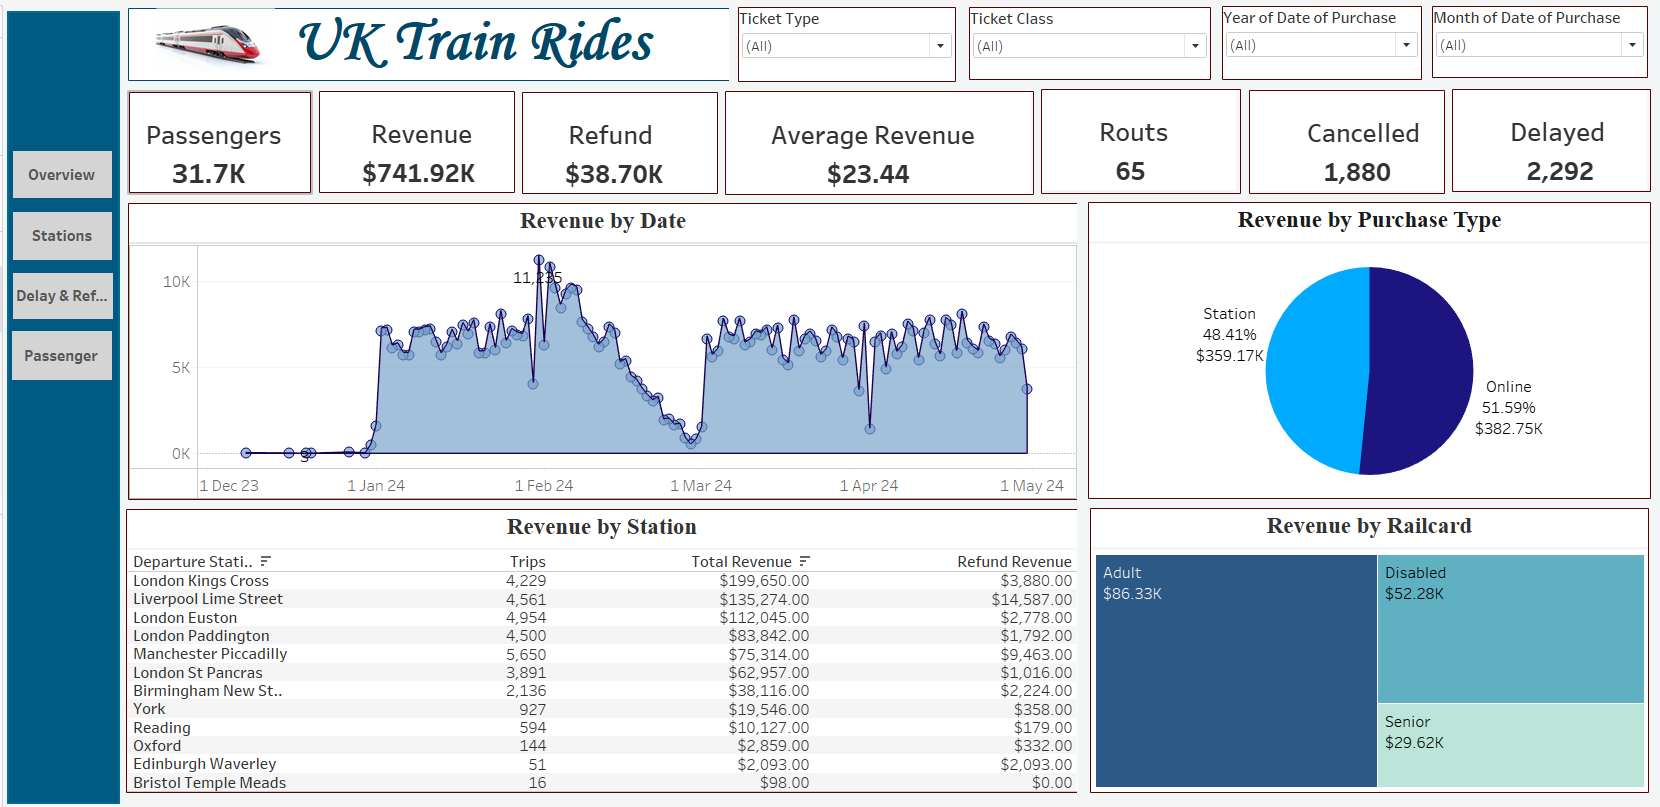 UK Train Rides
Ticket Type
(All)
Ticket Class
(All)
Year of Date of Purchase
(All)
Month of Date of Purchase
(All)
Overview
Stations
Delay & Ref...
Passenger
Passengers
31.7K
Revenue
$741.92K
Refund
$38.70K
Average Revenue
$23.44
Routs
65
Cancelled
1,880
Delayed
2,292
Revenue by Date
11,235
10K
5K
0K
3
1 Dec 23 1 Jan 24 1 Feb 24 1 Mar 24 1 Apr 24 1 May 24
Revenue by Purchase Type
Station
48.41%
$359.17K
Online
51.59%
$382.75K
Revenue by Station
Departure Stati.. Trips Total Revenue Refund Revenue
London Kings Cross 4,229 $199,650.00 $3,880.00
Liverpool Lime Street 4,561 $135,274.00 $14,587.00
London Euston 4,954 $112,045.00 $2,778.00
London Paddington 4,500 $83,842.00 $1,792.00
Manchester Piccadilly 5,650 $75,314.00 $9,463.00
London St Pancras 3,891 $62,957.00 $1,016.00
Birmingham New St.. 2,136 $38,116.00 $2,224.00
York 927 $19,546.00 $358.00
Reading 594 $10,127.00 $179.00
Oxford 144 $2,859.00 $332.00
Edinburgh Waverley 51 $2,093.00 $2,093.00
Bristol Temple Meads 16 $98.00 $0.00
Revenue by Railcard
Adult
$86.33K
Disabled
$52.28K
Senior
$29.62K